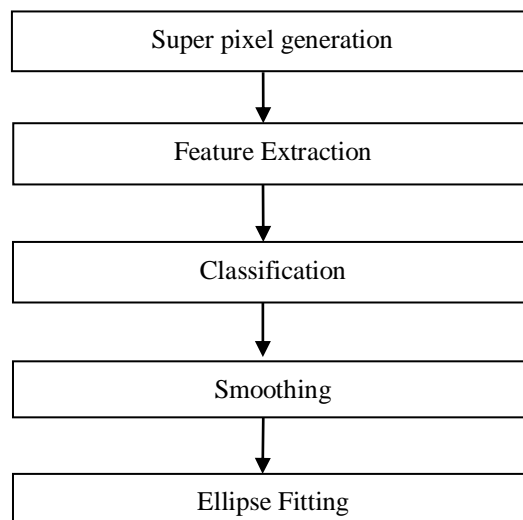 Super pixel generation
Feature Extraction
Classification
Smoothing
Ellipse Fitting